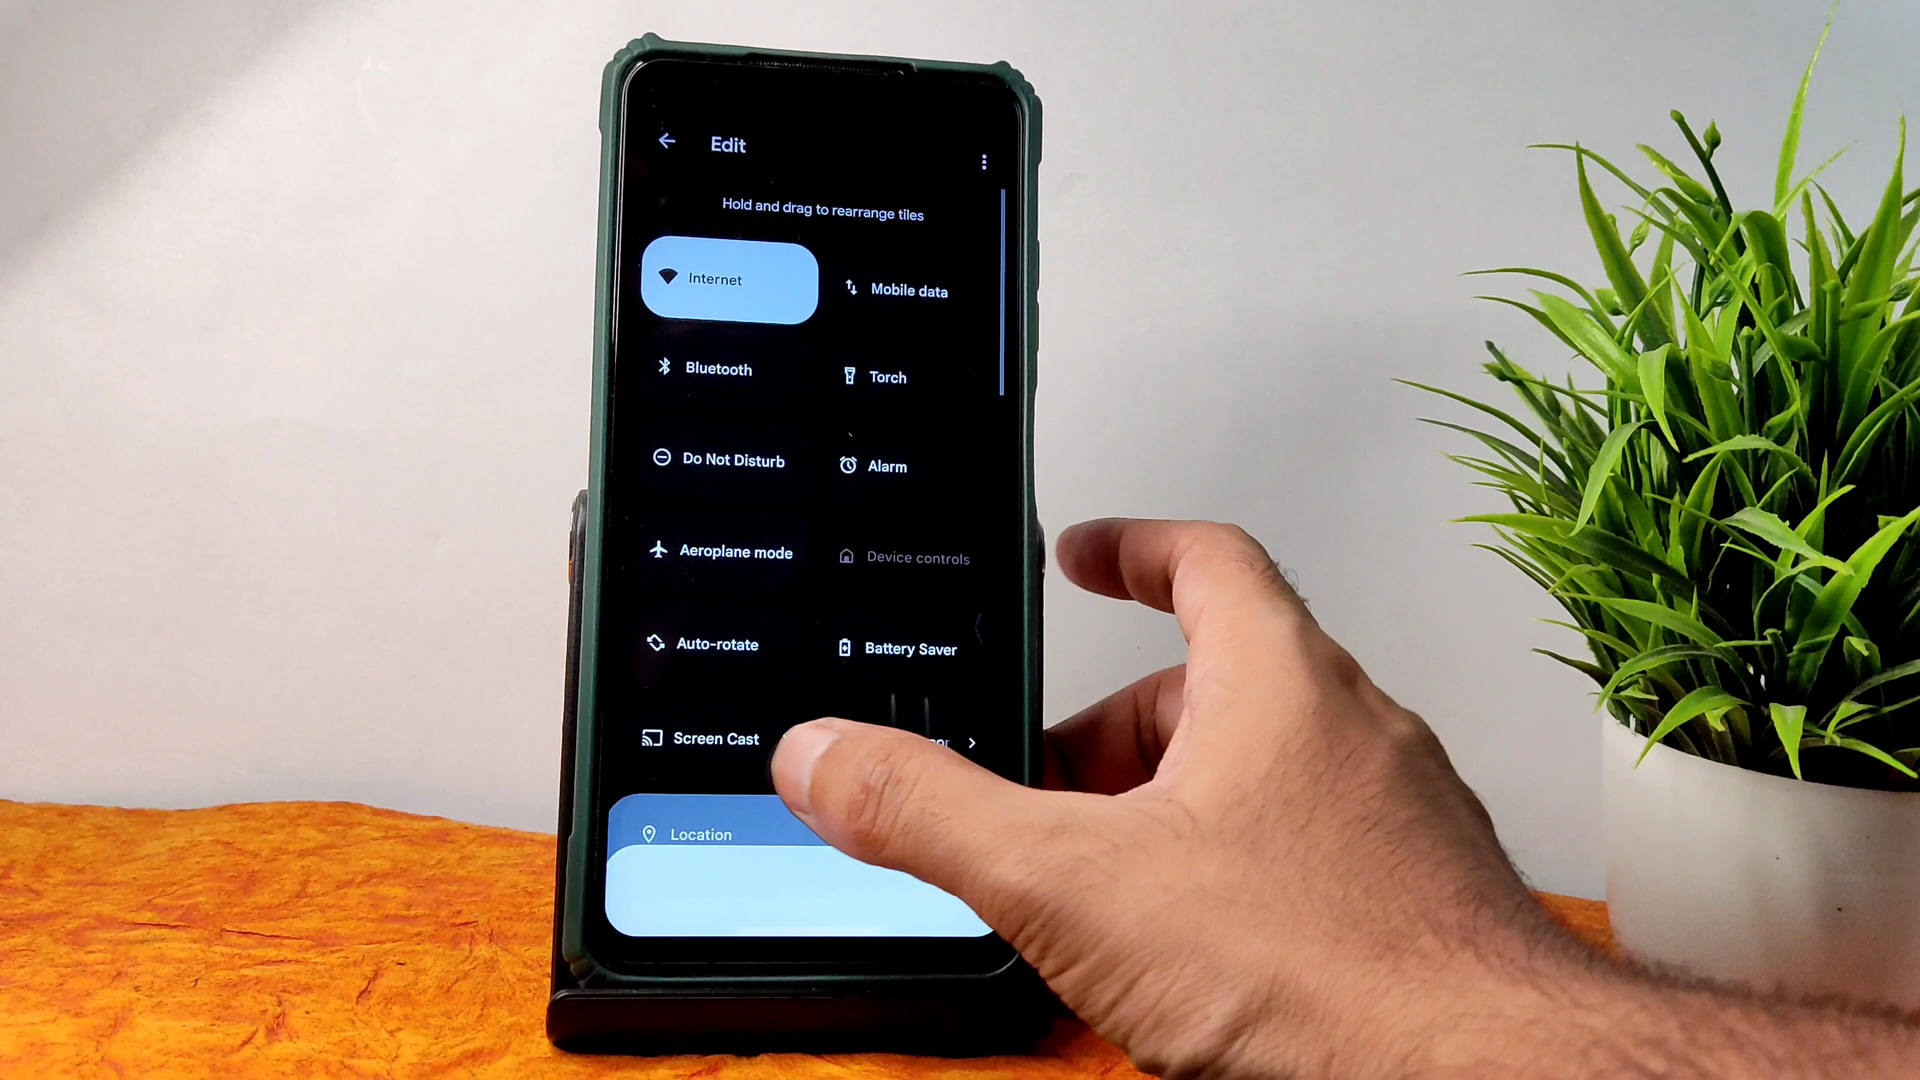 Edit
Hold and drag to rearrange tiles
Internet
Mobile data
Bluetooth
Torch
Do Not Disturb
Alarm
Aeroplane mode
Device controls
Auto-rotate
Battery Saver
Screen Cast
Location